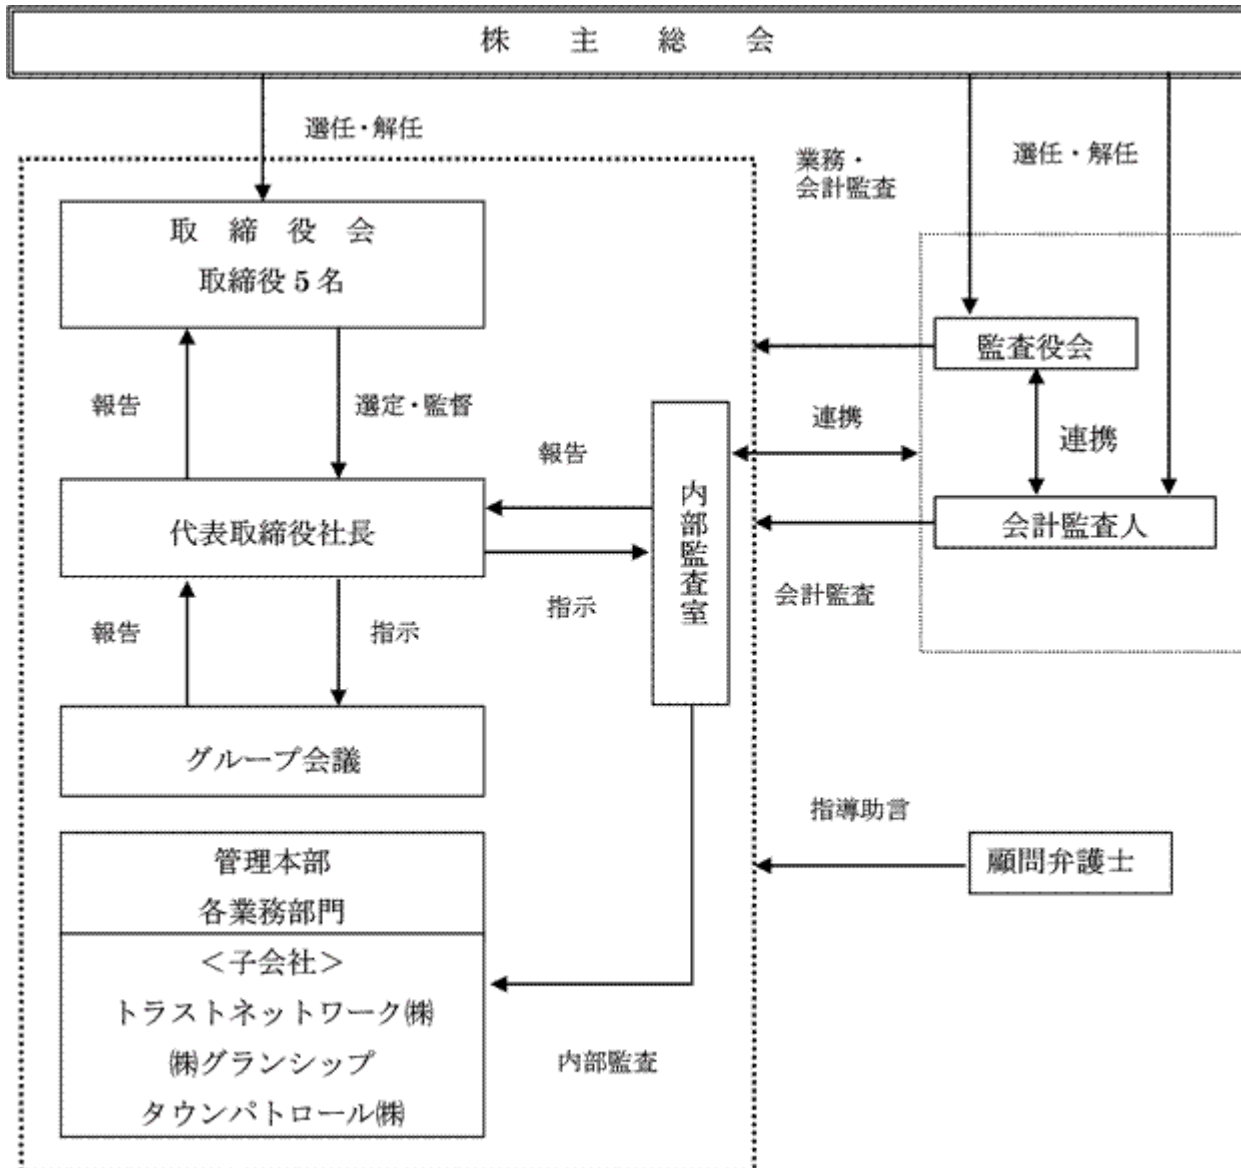 株 主 総 会
選任・解任
業務・
会計監査
選任・解任
取 締 役 会
取締役 5 名
監査役会
報告
選定・監督
連携
連携
報告
内部監査室
代表取締役社長
会計監査人
指示
会計監査
報告
指示
グループ会議
指導助言
管理本部
各業務部門
顧問弁護士
＜子会社＞
トラストネットワーク㈱
㈱グランシップ
タウンパトロール㈱
内部監査